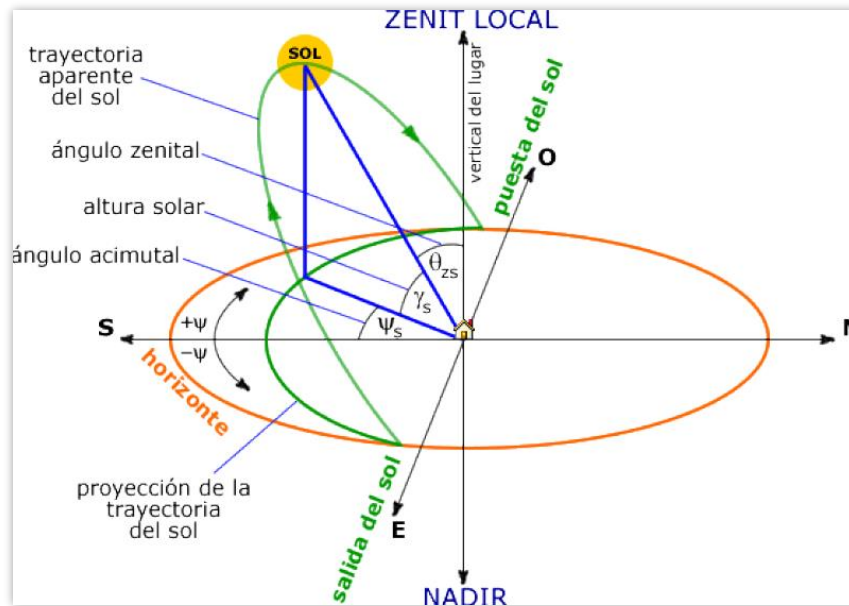 ZENIT LOCAL
trayectoria
aparente
del sol
SOL
vertical del lugar
puesta del sol
O
ángulo zenital
altura solar
ángulo acimutal
θzs
γs
ψs
S
+ψ
−ψ
N
horizonte
proyección de la
trayectoria
del sol
salida del sol
E
NADIR